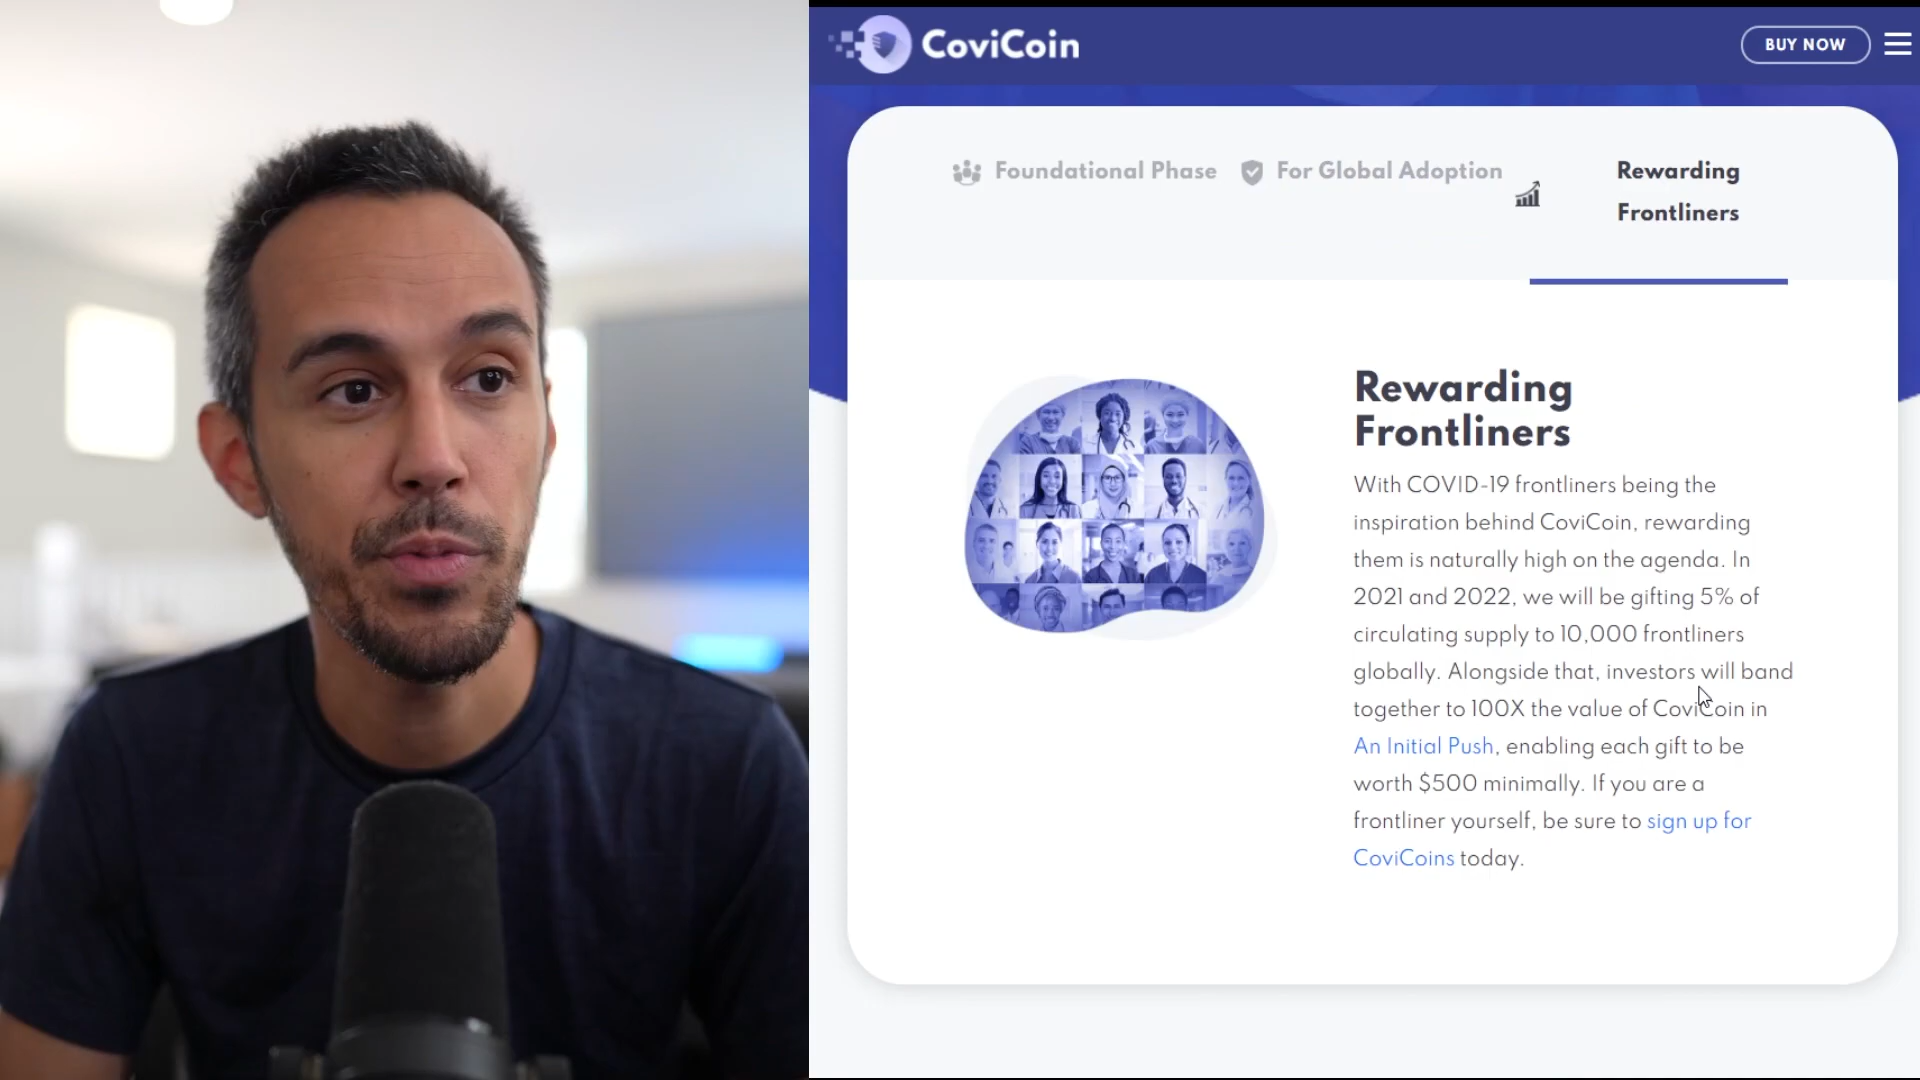 CoviCoin
BUY NOW
Foundational Phase
For Global Adoption
Rewarding
Frontliners
Rewarding
Frontliners
With COVID-19 frontliners being the
inspiration behind CoviCoin, rewarding
them is naturally high on the agenda. In
2021 and 2022, we will be gifting 5% of
circulating supply to 10,000 frontliners
globally. Alongside that, investors will band
together to 100X the value of CoviCoin in
An Initial Push, enabling each gift to be
worth $500 minimally. If you are a
frontliner yourself, be sure to sign up for
CoviCoins today.